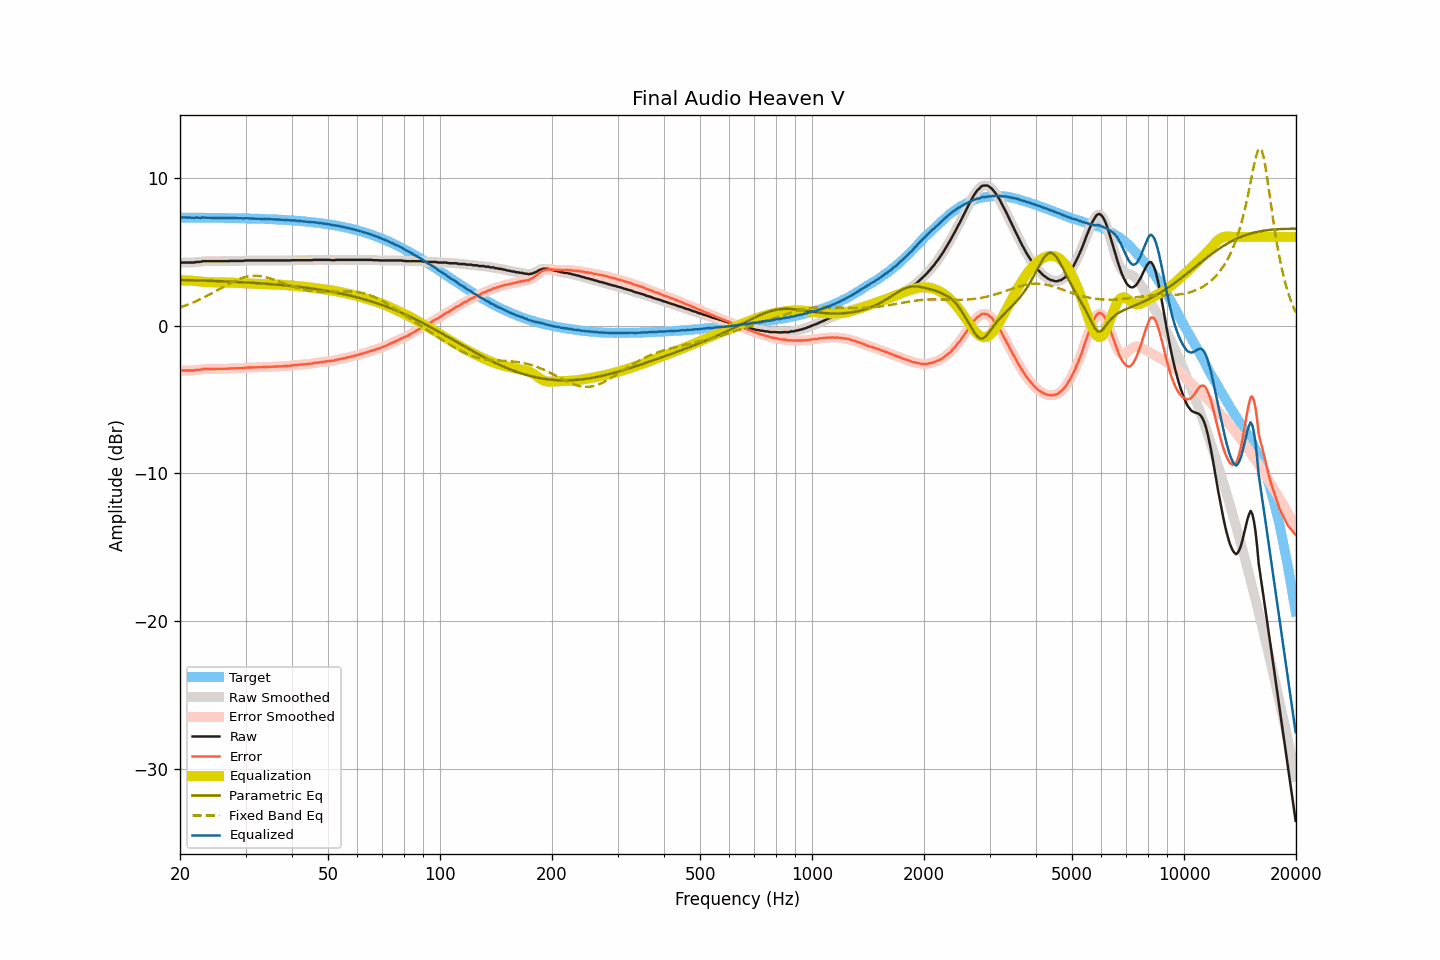 Final Audio Heaven V
Amplitude (dBr)
10
0
−10
−20
−30
Target
Raw Smoothed
Error Smoothed
Raw
Error
Equalization
Parametric Eq
Fixed Band Eq
Equalized
20 50 100 200 500 1000 2000 5000 10000 20000
Frequency (Hz)